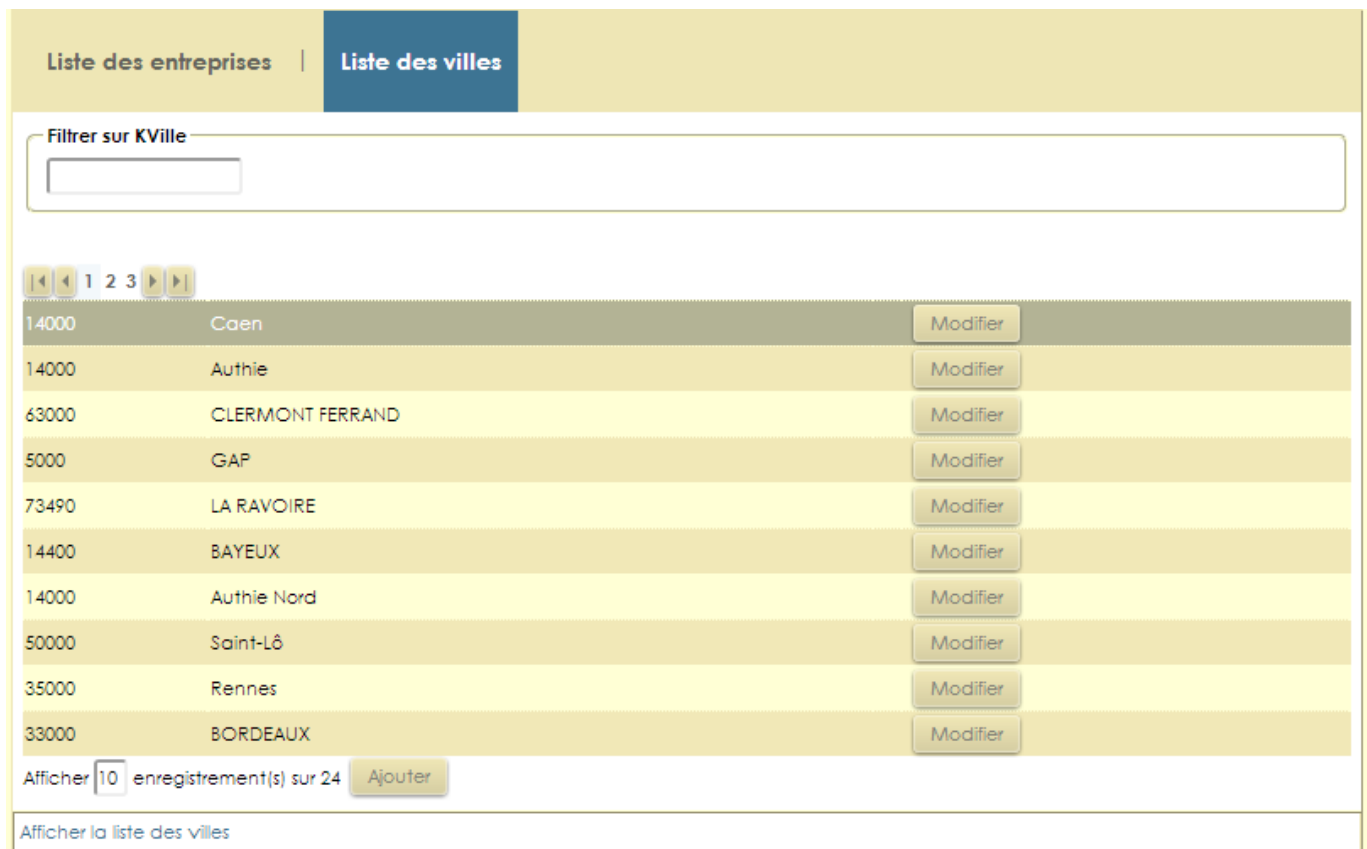 Liste des entreprises | Liste des villes
Filtrer sur KVille
1 2 3
14000 Caen Modifier
14000 Authie Modifier
63000 CLERMONT FERRAND Modifier
5000 GAP Modifier
73490 LA RAVOIRE Modifier
14400 BAYEUX Modifier
14000 Authie Nord Modifier
50000 Saint-Lô Modifier
35000 Rennes Modifier
33000 BORDEAUX Modifier
Afficher 10 enregistrement(s) sur 24 Ajouter
Afficher la liste des villes